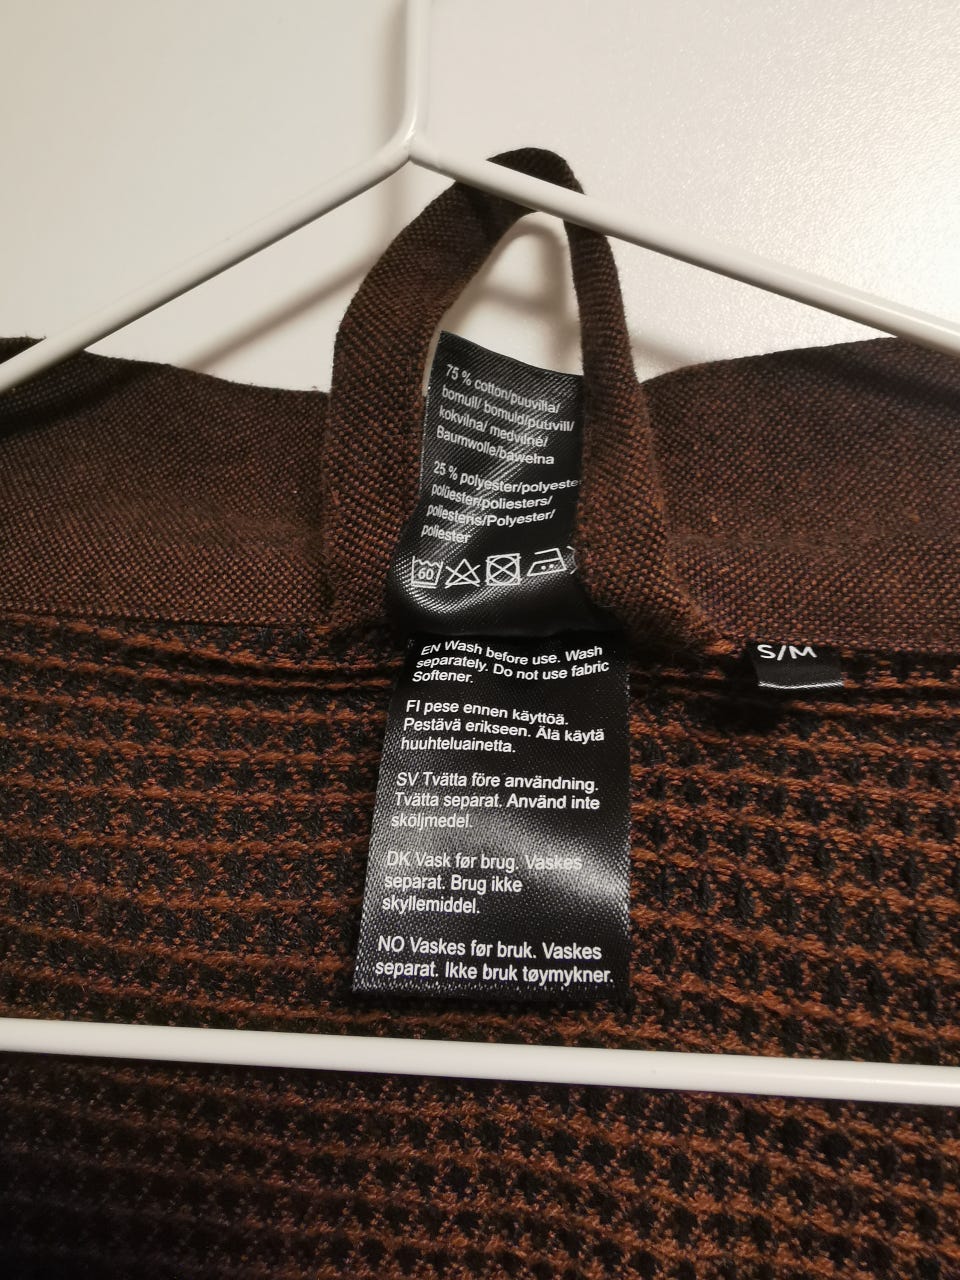 75 % cotton/puuvilla/
bomull/ bomuld/puuvill/
kokvilna/ medvilnė/
Baumwolle/bawełna
25 % polyester/polyester
polüester/poliesters/
poliesteris/Polyester/
poliester
60
EN Wash before use. Wash
separately. Do not use fabric
Softener.
FI pese ennen käyttöä.
Pestävä erikseen. Älä käytä
huuhteluainetta.
SV Tvätta före användning.
Tvätta separat. Använd inte
sköljmedel.
DK Vask før brug. Vaskes
separat. Brug ikke
skyllemiddel.
NO Vaskes før bruk. Vaskes
separat. Ikke bruk tøymykner.
S/M